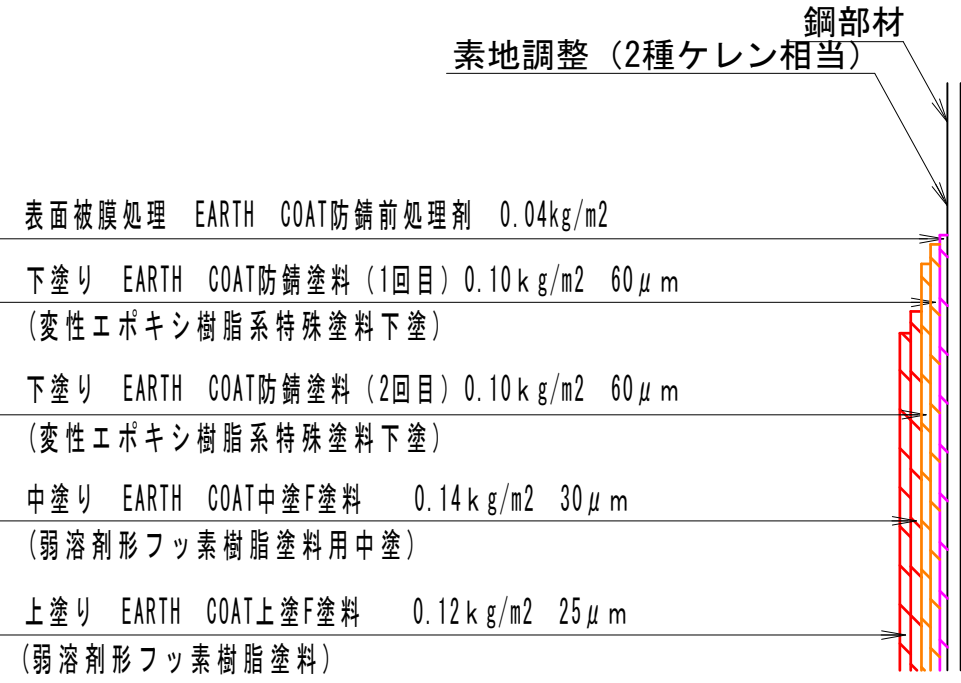 鋼部材
素地調整（2種ケレン相当）
表面被膜処理　EARTH　COAT防錆前処理剤　0.04kg/m2
下塗り　EARTH　COAT防錆塗料（1回目）0.10ｋg/m2　60μｍ
（変性エポキシ樹脂系特殊塗料下塗）
下塗り　EARTH　COAT防錆塗料（2回目）0.10ｋg/m2　60μｍ
（変性エポキシ樹脂系特殊塗料下塗）
中塗り　EARTH　COAT中塗F塗料　　0.14ｋg/m2　30μｍ
（弱溶剤形フッ素樹脂塗料用中塗）
上塗り　EARTH　COAT上塗F塗料　　0.12ｋg/m2　25μｍ
（弱溶剤形フッ素樹脂塗料）